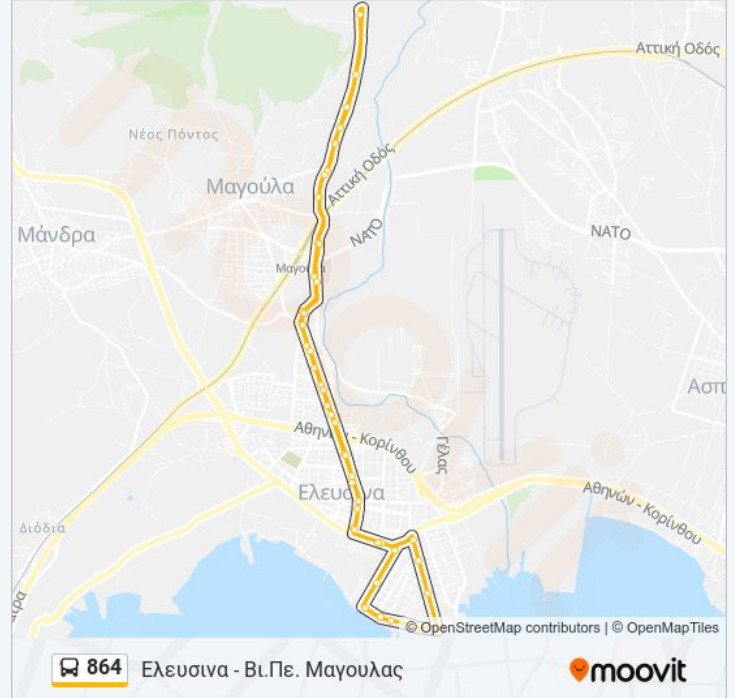 Αττική Οδός
Νέος Πόντος
Αττική Οδός
Μαγούλα
Μάνδρα
ΝΑΤΟ
ΝΑΤΟ
Μαγούλα
Ασπ
Αθηνών - Κορίνθου
Γέλας
Ελευσίνα
Αθηνών - Κορίνθου
Διόδια
αιρα
© OpenStreetMap contributors | © OpenMapTiles
864 Ελευσινα - Βι.Πε. Μαγουλας
moovit